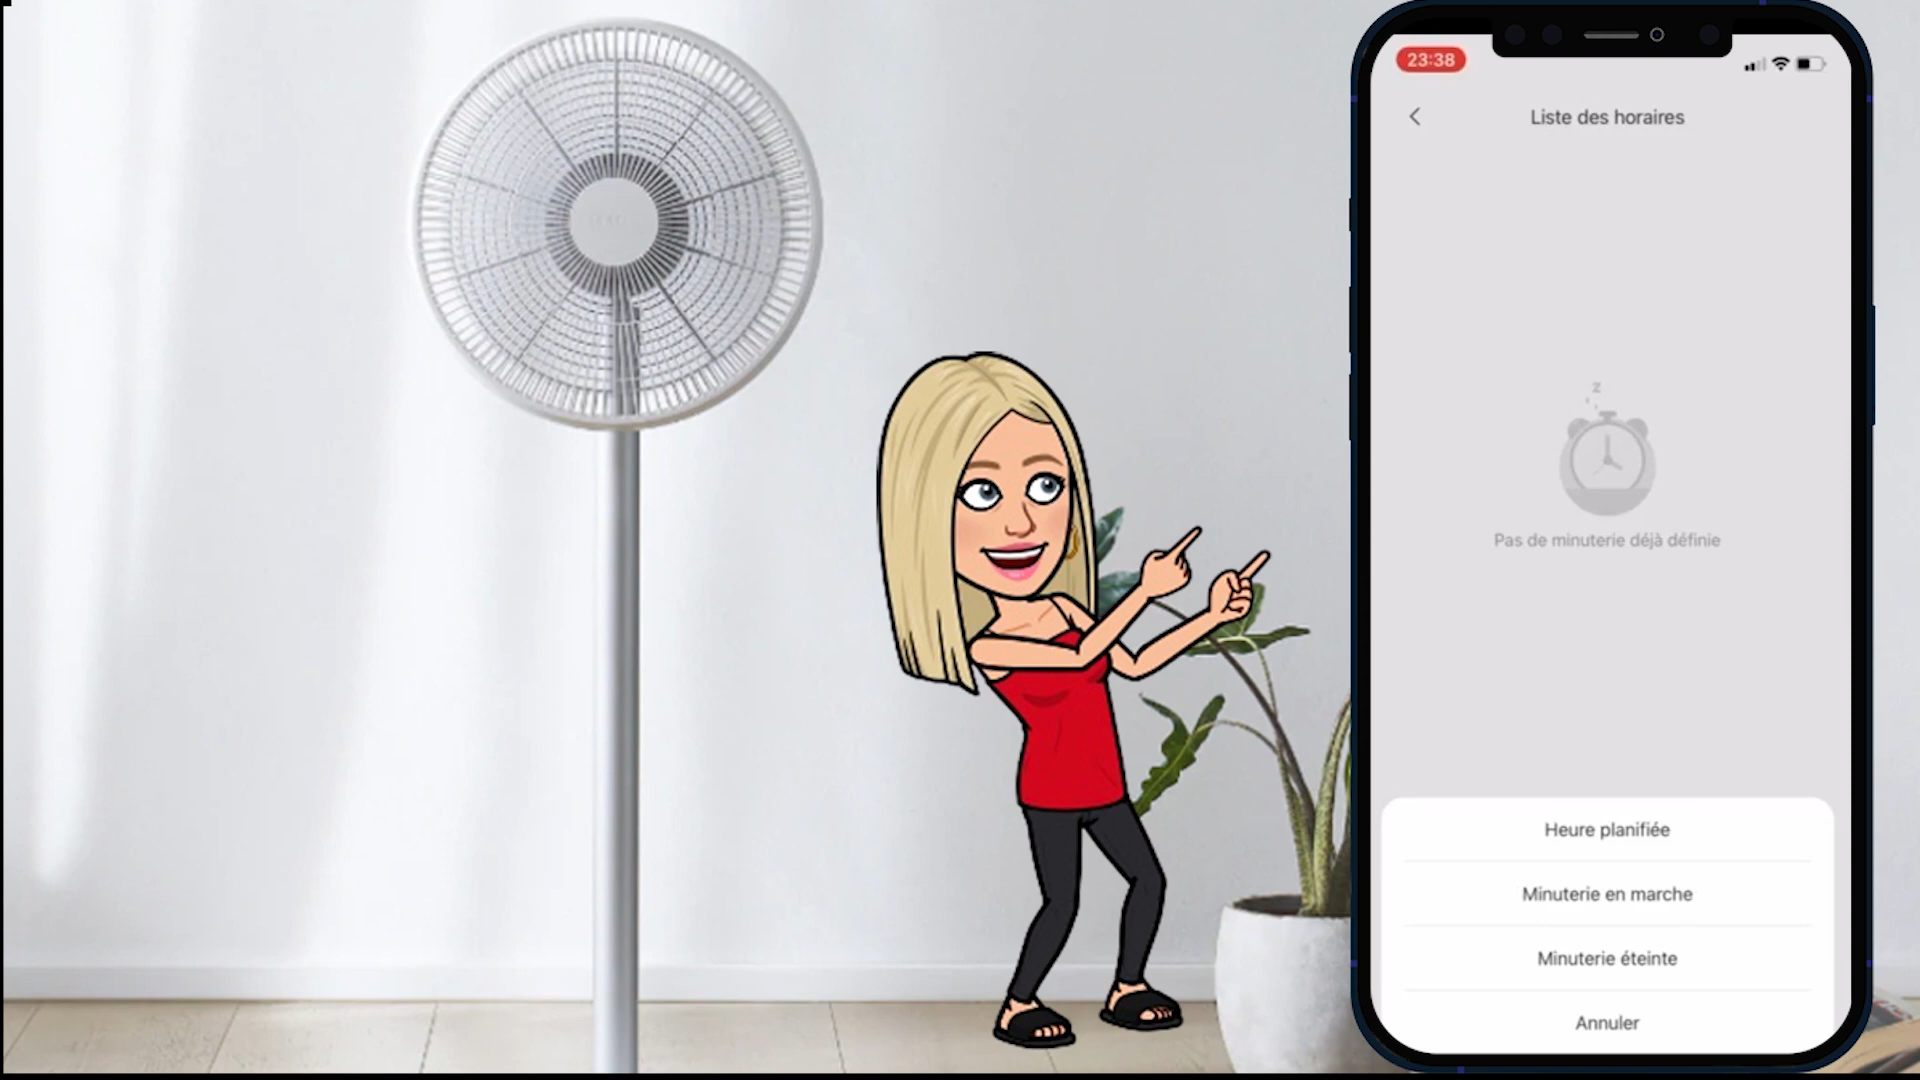 23:38
Liste des horaires
z
Pas de minuterie déjà définie
Heure planifiée
Minuterie en marche
Minuterie éteinte
Annuler